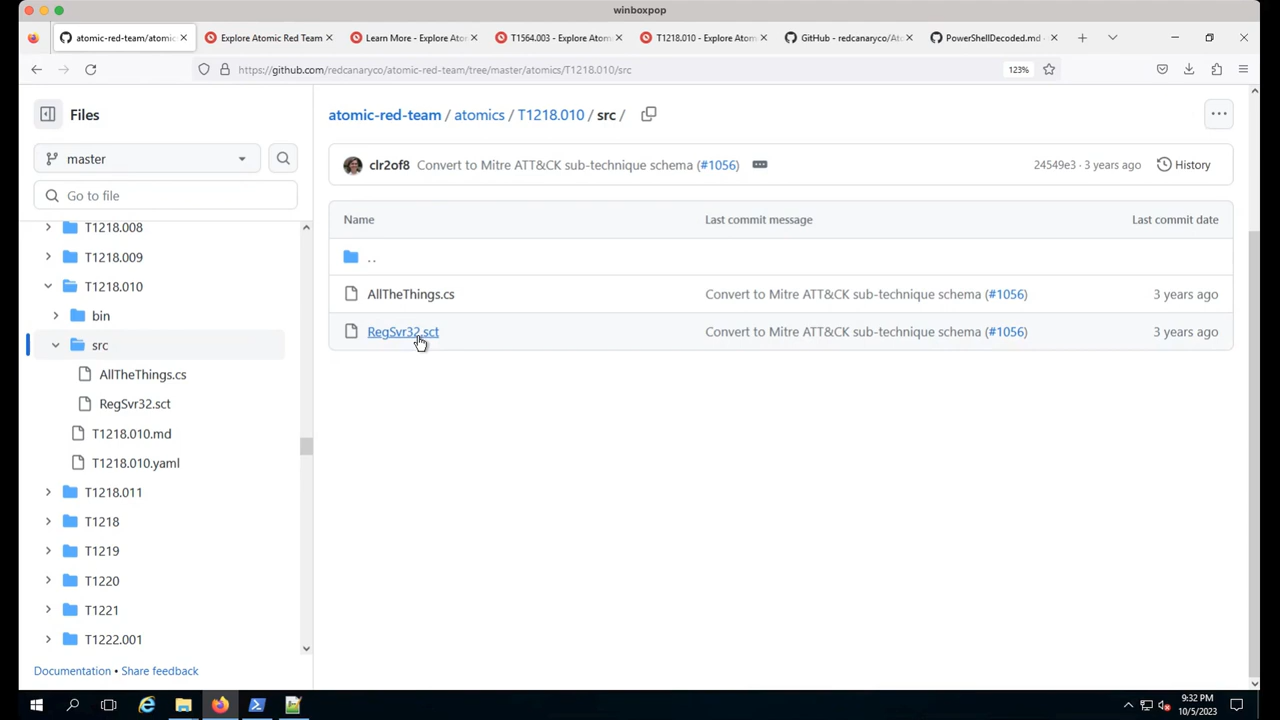 winboxpop
atomic-red-team/atomic
Explore Atomic Red Team
Learn More - Explore Atom
T1564.003 - Explore Atom
T1218.010 - Explore Atom
GitHub - redcanaryco/Atc
PowerShellDecoded.md -
https://github.com/redcanaryco/atomic-red-team/tree/master/atomics/T1218.010/src
123%
Files
master
Go to file
T1218.008
T1218.009
T1218.010
bin
src
AllTheThings.cs
RegSvr32.sct
T1218.010.md
T1218.010.yaml
T1218.011
T1218
T1219
T1220
T1221
T1222.001
Documentation • Share feedback
atomic-red-team / atomics / T1218.010 / src /
clr2of8 Convert to Mitre ATT&CK sub-technique schema (#1056) 24549e3 · 3 years ago History
Name Last commit message Last commit date
. .
AllTheThings.cs Convert to Mitre ATT&CK sub-technique schema (#1056) 3 years ago
RegSvr32.sct Convert to Mitre ATT&CK sub-technique schema (#1056) 3 years ago
9:32 PM
10/5/2023